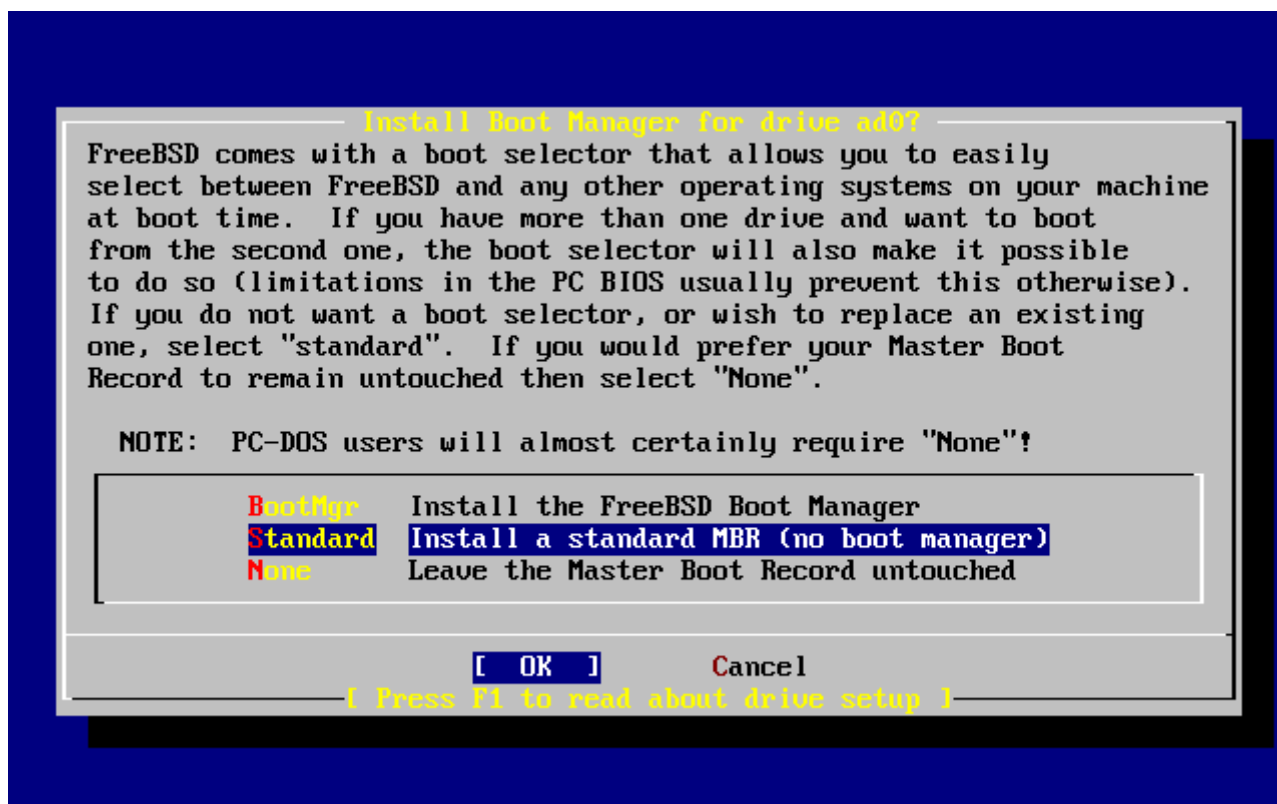 Install Boot Manager for drive ad0?
FreeBSD comes with a boot selector that allows you to easily
select between FreeBSD and any other operating systems on your machine
at boot time.  If you have more than one drive and want to boot
from the second one, the boot selector will also make it possible
to do so (limitations in the PC BIOS usually prevent this otherwise).
If you do not want a boot selector, or wish to replace an existing
one, select "standard".  If you would prefer your Master Boot
Record to remain untouched then select "None".
NOTE:  PC-DOS users will almost certainly require "None"!
BootMgr   Install the FreeBSD Boot Manager
Standard  Install a standard MBR (no boot manager)
None      Leave the Master Boot Record untouched
[  OK  ]       Cancel
[ Press F1 to read about drive setup ]